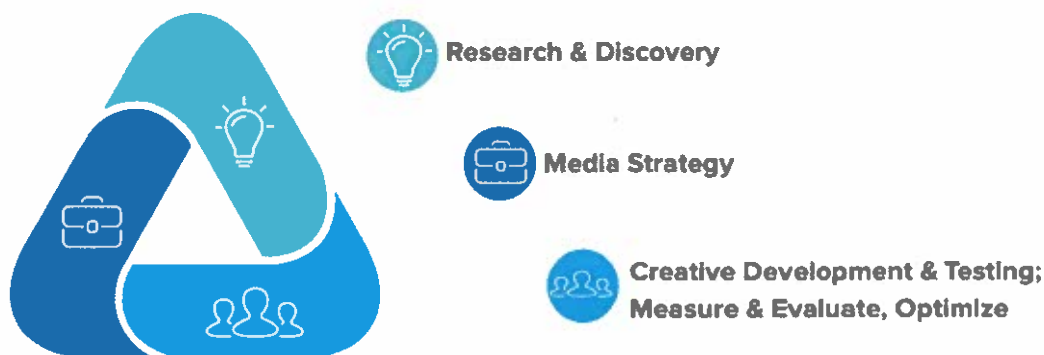 Research & Discovery
Media Strategy
Creative Development & Testing;
Measure & Evaluate, Optimize